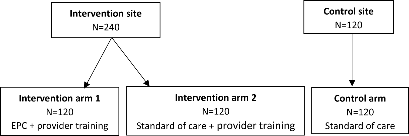 Intervention site
N=240
Control site
N=120
Intervention arm 1
N=120
EPC + provider training
Intervention arm 2
N=120
Standard of care + provider training
Control arm
N=120
Standard of care